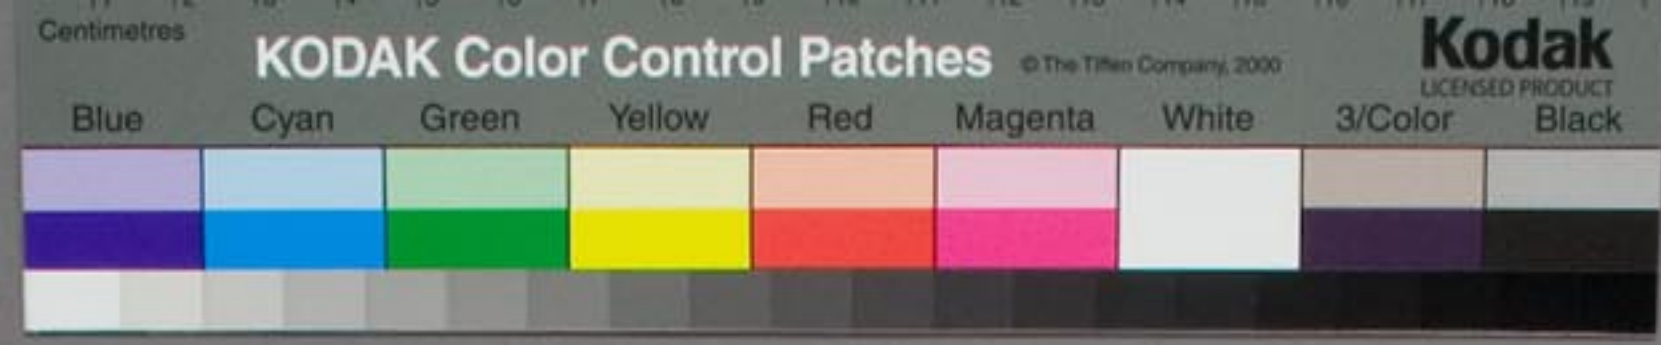 Centimetres
KODAK Color Control Patches © The Tiffen Company, 2000
Kodak
LICENSED PRODUCT
Blue Cyan Green Yellow Red Magenta White 3/Color Black